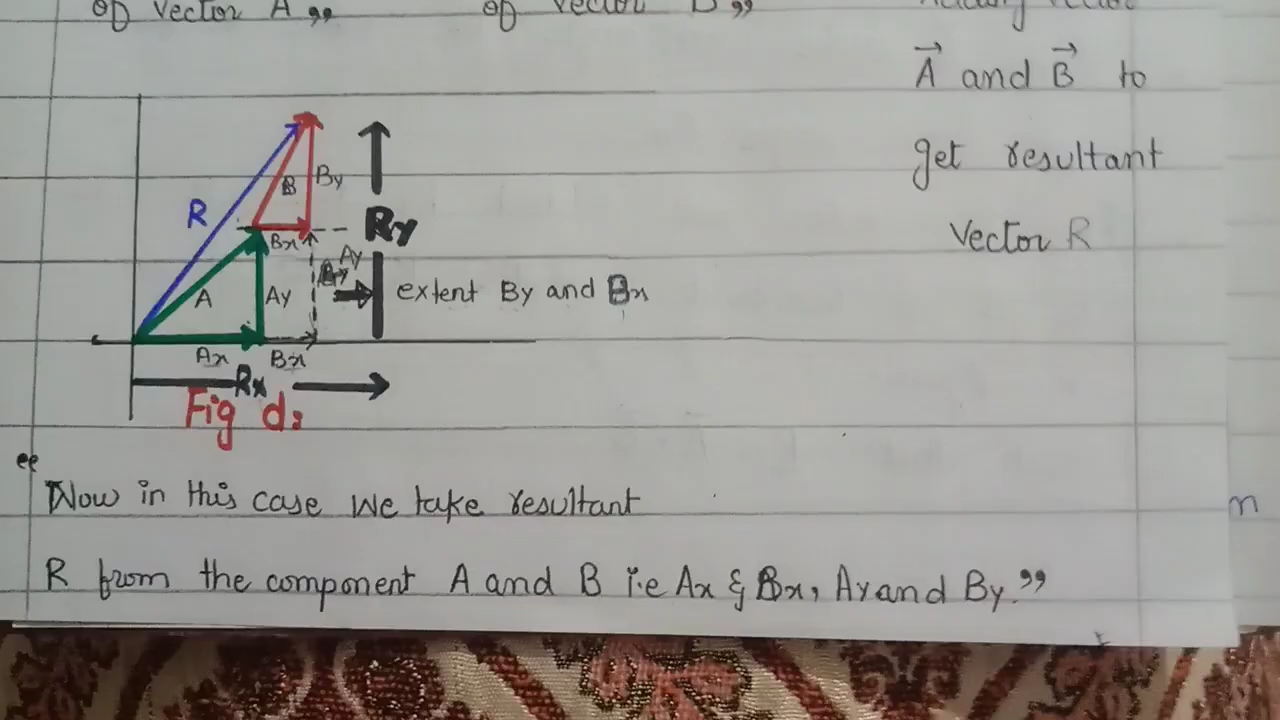 of vector A ,,
of vector B ,,
Adding vector
A and B to
get resultant
Vector R
R
B
By
Ry
Bx
Ay
A
Ay
extent By and Bx
Ax
Bx
Rx
Fig d:
"Now in this case we take resultant
R from the component A and B i.e Ax & Bx, Ay and By."
n